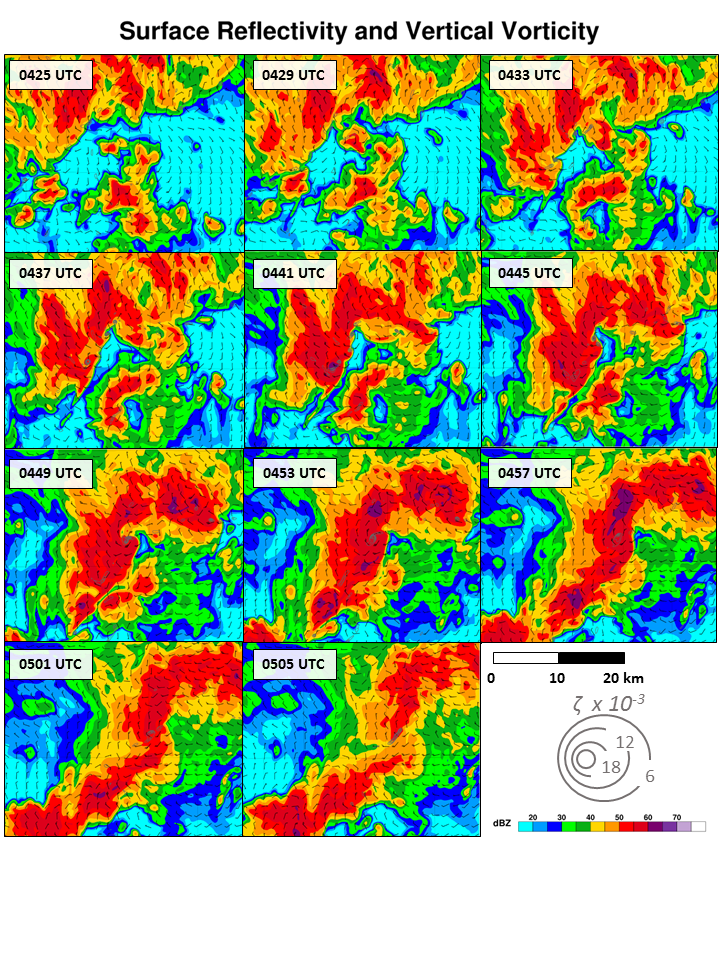 Surface Reflectivity and Vertical Vorticity
0425 UTC
0429 UTC
0433 UTC
0437 UTC
0441 UTC
0445 UTC
0449 UTC
0453 UTC
0457 UTC
0501 UTC
0505 UTC
0 10 20 km
ζ x 10⁻³
12
18
6
dBZ 20 30 40 50 60 70